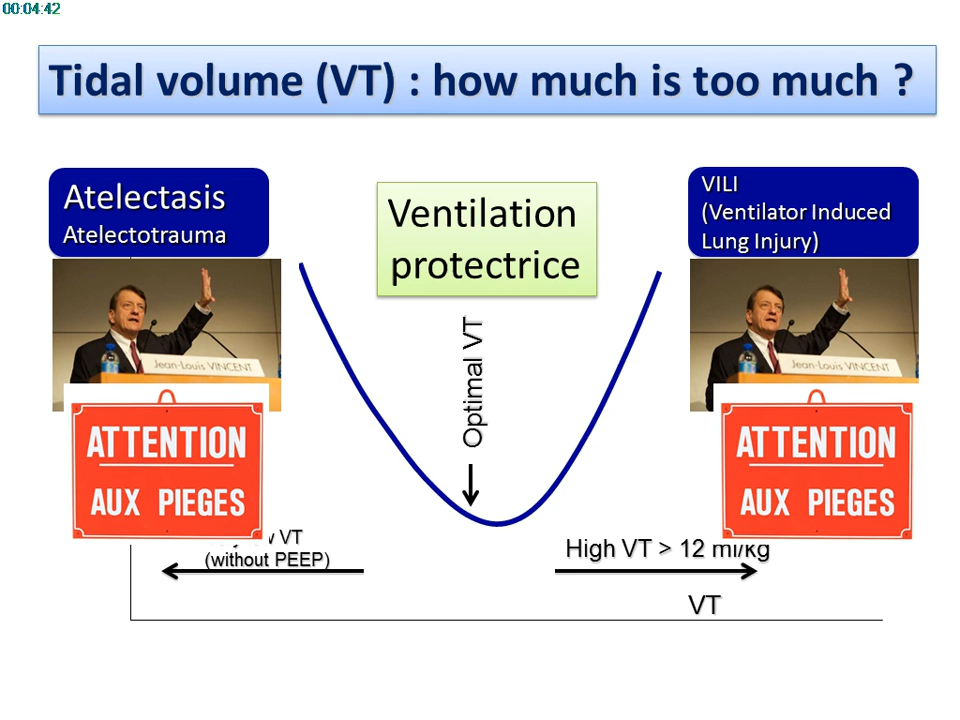 00:04:42
Tidal volume (VT) : how much is too much ?
Atelectasis
Atelectotrauma
Ventilation
protectrice
VILI
(Ventilator Induced
Lung Injury)
Jean-Louis VINCENT
Jean-Louis VINCENT
Optimal VT
ATTENTION
AUX PIEGES
ATTENTION
AUX PIEGES
VT
(without PEEP)
High VT > 12 ml/kg
VT